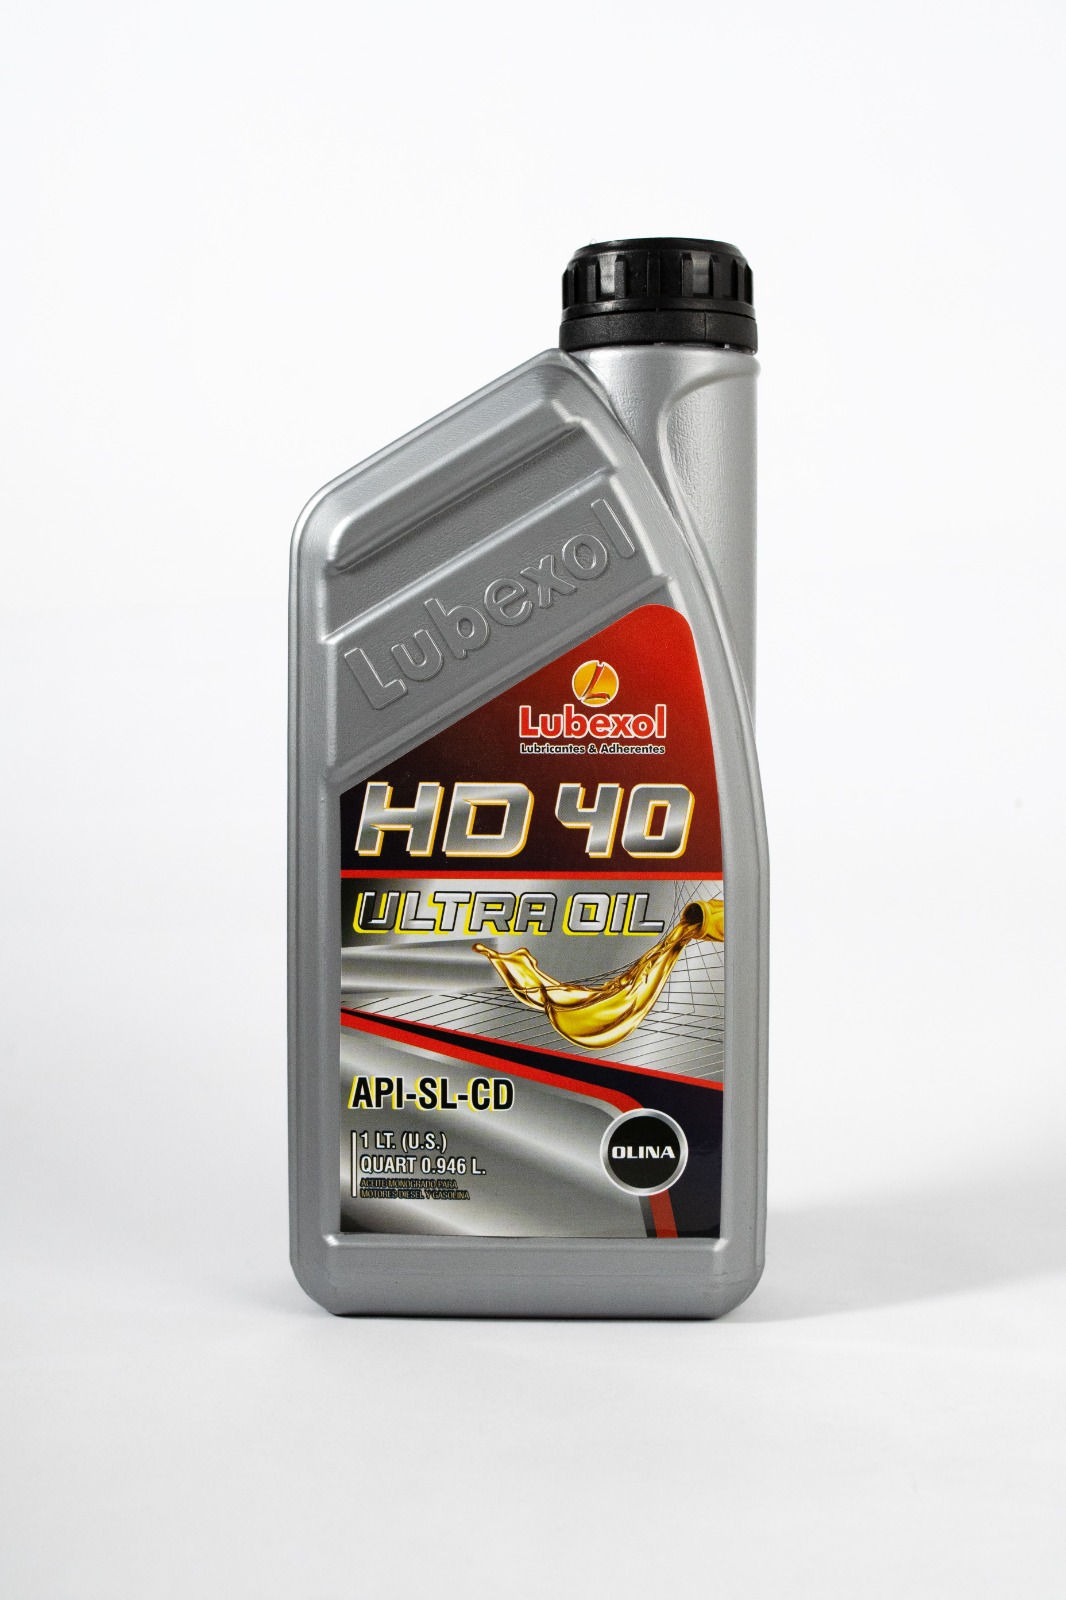 Lubexol
Lubexol
Lubricantes & Adherentes
HD 40
ULTRA OIL
API-SL-CD
1 LT. (U.S.)
QUART 0.946 L.
ACEITE MONOGRADO PARA
MOTORES DIESEL Y GASOLINA
OLINA